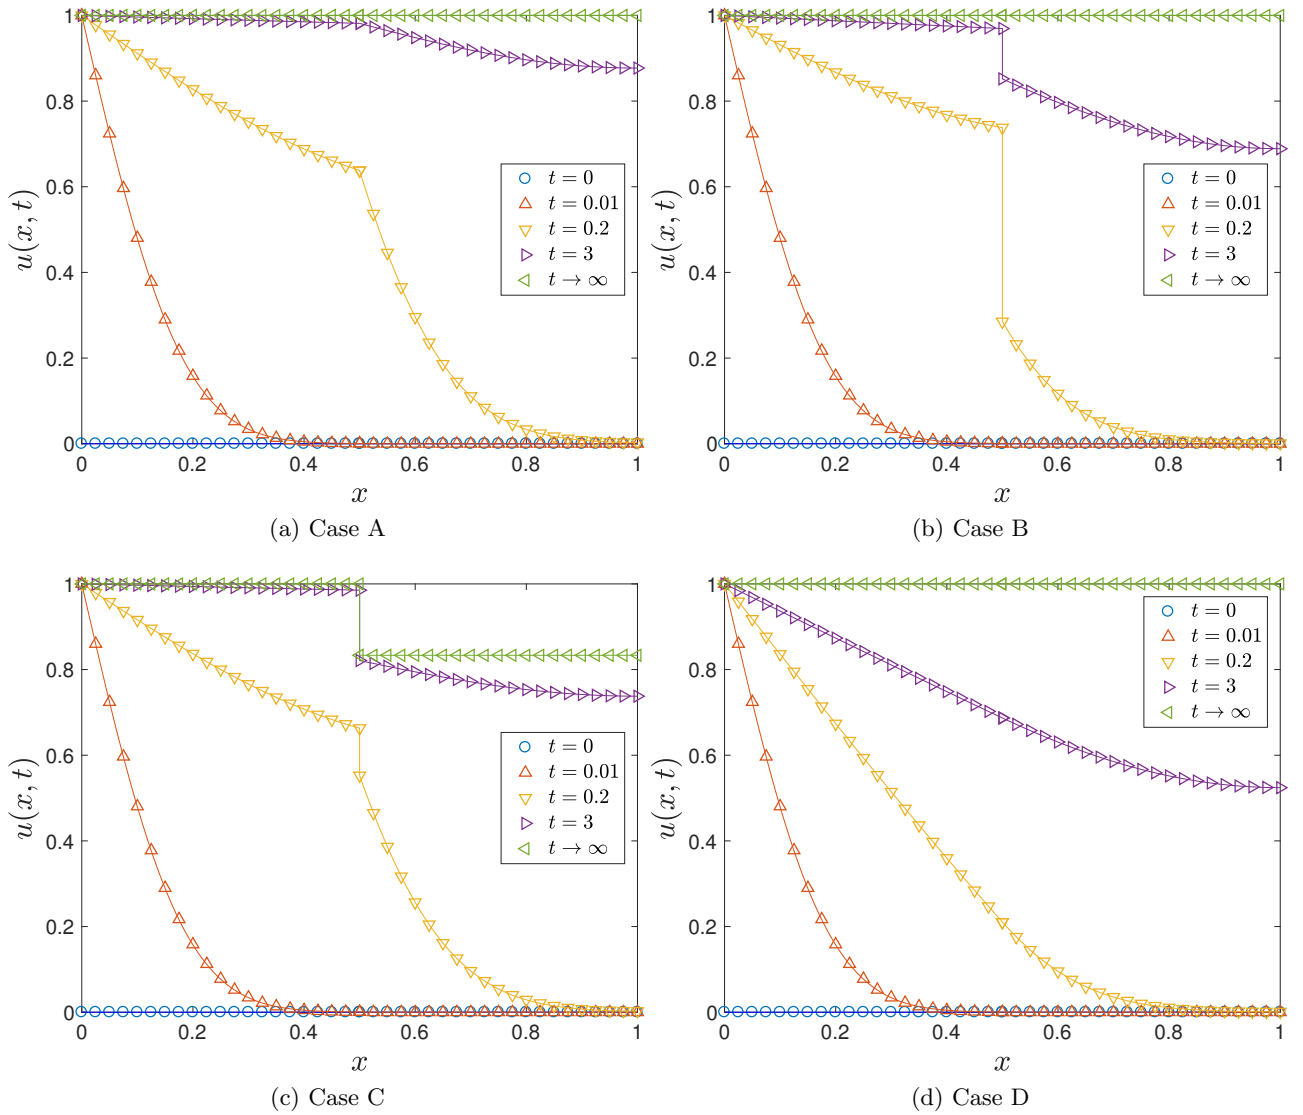 1
0.8
0.6
0.4
0.2
0
u(x, t)
t = 0
t = 0.01
t = 0.2
t = 3
t → ∞
0 0.2 0.4 0.6 0.8 1
x
(a) Case A
1
0.8
0.6
0.4
0.2
0
u(x, t)
t = 0
t = 0.01
t = 0.2
t = 3
t → ∞
0 0.2 0.4 0.6 0.8 1
x
(b) Case B
1
0.8
0.6
0.4
0.2
0
u(x, t)
t = 0
t = 0.01
t = 0.2
t = 3
t → ∞
0 0.2 0.4 0.6 0.8 1
x
(c) Case C
1
0.8
0.6
0.4
0.2
0
u(x, t)
t = 0
t = 0.01
t = 0.2
t = 3
t → ∞
0 0.2 0.4 0.6 0.8 1
x
(d) Case D